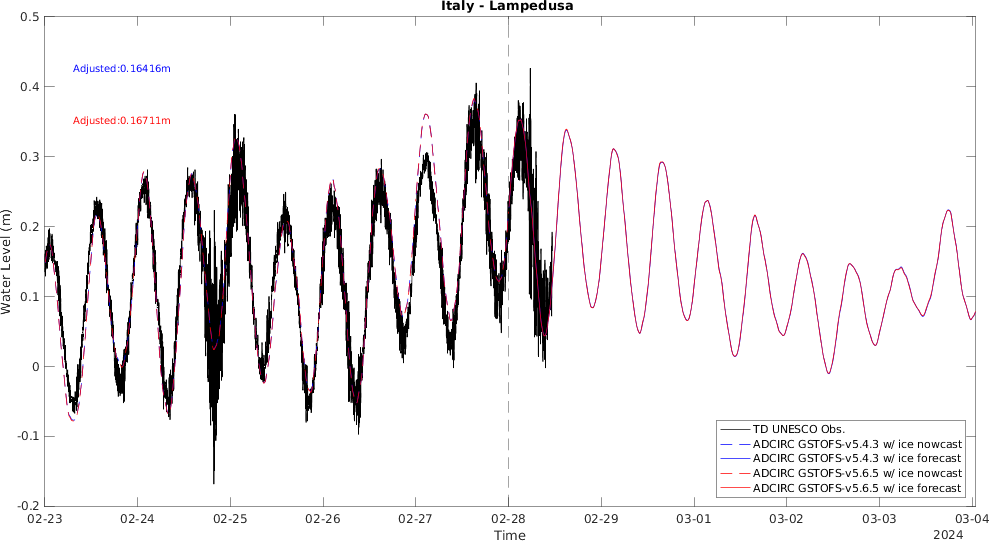 Italy - Lampedusa
0.5
0.4
0.3
0.2
0.1
0
-0.1
-0.2
Water Level (m)
Adjusted:0.16416m
Adjusted:0.16711m
TD UNESCO Obs.
ADCIRC GSTOFS-v5.4.3 w/ ice nowcast
ADCIRC GSTOFS-v5.4.3 w/ ice forecast
ADCIRC GSTOFS-v5.6.5 w/ ice nowcast
ADCIRC GSTOFS-v5.6.5 w/ ice forecast
02-23 02-24 02-25 02-26 02-27 02-28 02-29 03-01 03-02 03-03 03-04
Time
2024